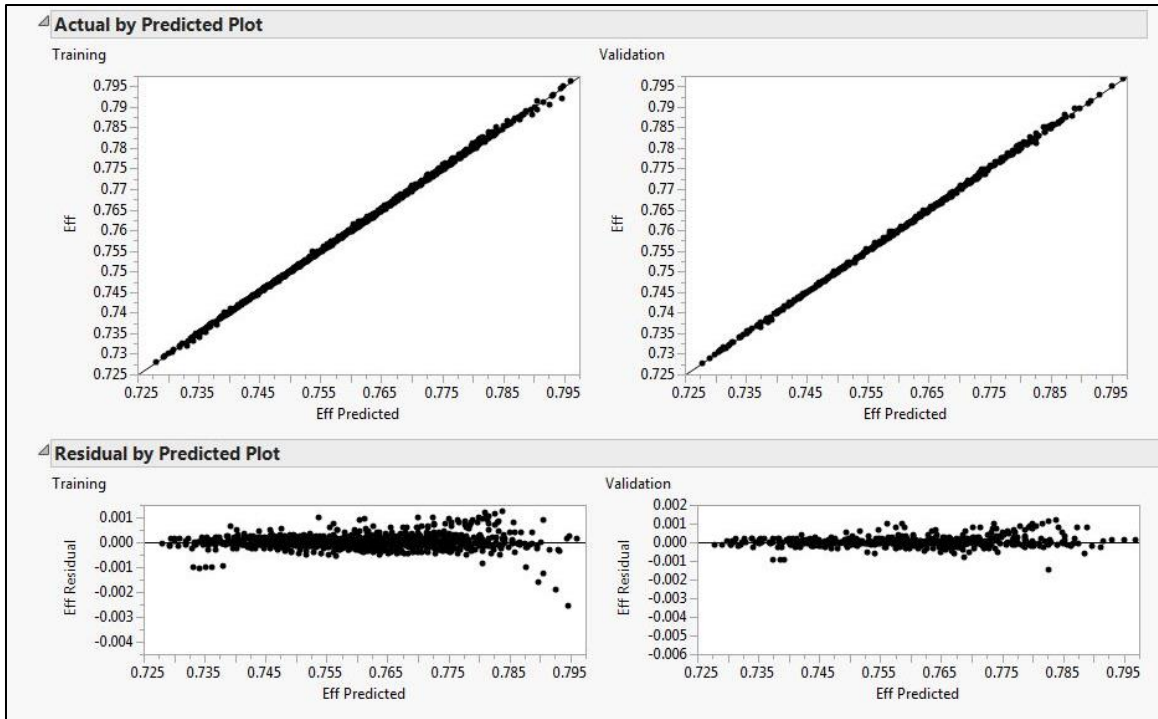 Actual by Predicted Plot
Training
Validation
0.795
0.79
0.785
0.78
0.775
0.77
0.765
0.76
0.755
0.75
0.745
0.74
0.735
0.73
0.725
Eff
0.725 0.735 0.745 0.755 0.765 0.775 0.785 0.795
Eff Predicted
0.795
0.79
0.785
0.78
0.775
0.77
0.765
0.76
0.755
0.75
0.745
0.74
0.735
0.73
0.725
Eff
0.725 0.735 0.745 0.755 0.765 0.775 0.785 0.795
Eff Predicted
Residual by Predicted Plot
Training
Validation
0.001
0.000
-0.001
-0.002
-0.003
-0.004
Eff Residual
0.725 0.735 0.745 0.755 0.765 0.775 0.785 0.795
Eff Predicted
0.002
0.001
0.000
-0.001
-0.002
-0.003
-0.004
-0.005
-0.006
Eff Residual
0.725 0.735 0.745 0.755 0.765 0.775 0.785 0.795
Eff Predicted